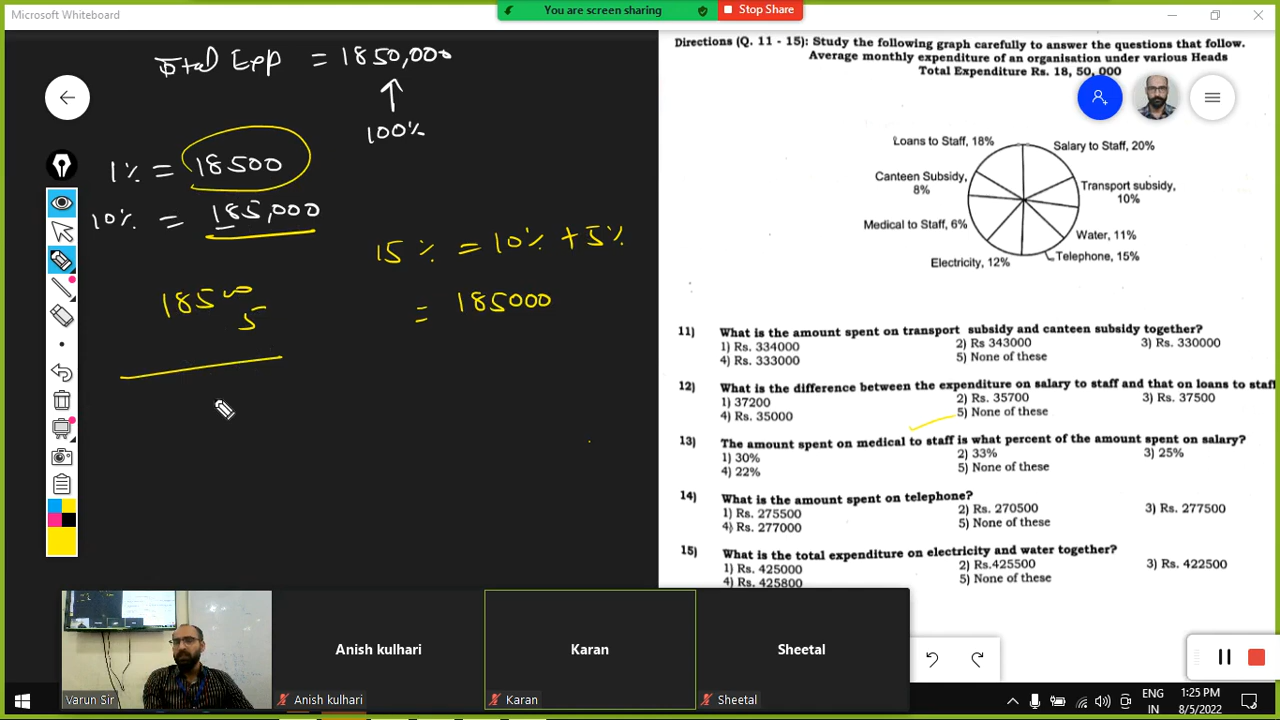 Microsoft Whiteboard
You are screen sharing
Stop Share
Total Exp = 1850,000
100%
1% = 18500
10% = 185,000
15% = 10% + 5%
= 185000
18500
5
Directions (Q. 11 - 15): Study the following graph carefully to answer the questions that follow.
Average monthly expenditure of an organisation under various Heads
Total Expenditure Rs. 18, 50, 000
Loans to Staff, 18%
Salary to Staff, 20%
Canteen Subsidy, 8%
Transport subsidy, 10%
Medical to Staff, 6%
Water, 11%
Electricity, 12%
Telephone, 15%
11) What is the amount spent on transport subsidy and canteen subsidy together?
1) Rs. 334000 2) Rs 343000 3) Rs. 330000
4) Rs. 333000 5) None of these
12) What is the difference between the expenditure on salary to staff and that on loans to staff
1) 37200 2) Rs. 35700 3) Rs. 37500
4) Rs. 35000 5) None of these
13) The amount spent on medical to staff is what percent of the amount spent on salary?
1) 30% 2) 33% 3) 25%
4) 22% 5) None of these
14) What is the amount spent on telephone?
1) Rs. 275500 2) Rs. 270500 3) Rs. 277500
4) Rs. 277000 5) None of these
15) What is the total expenditure on electricity and water together?
1) Rs. 425000 2) Rs.425500 3) Rs. 422500
4) Rs. 425800 5) None of these
Anish kulhari
Karan
Sheetal
Varun Sir
Anish kulhari
Karan
Sheetal
ENG
IN
1:25 PM
8/5/2022